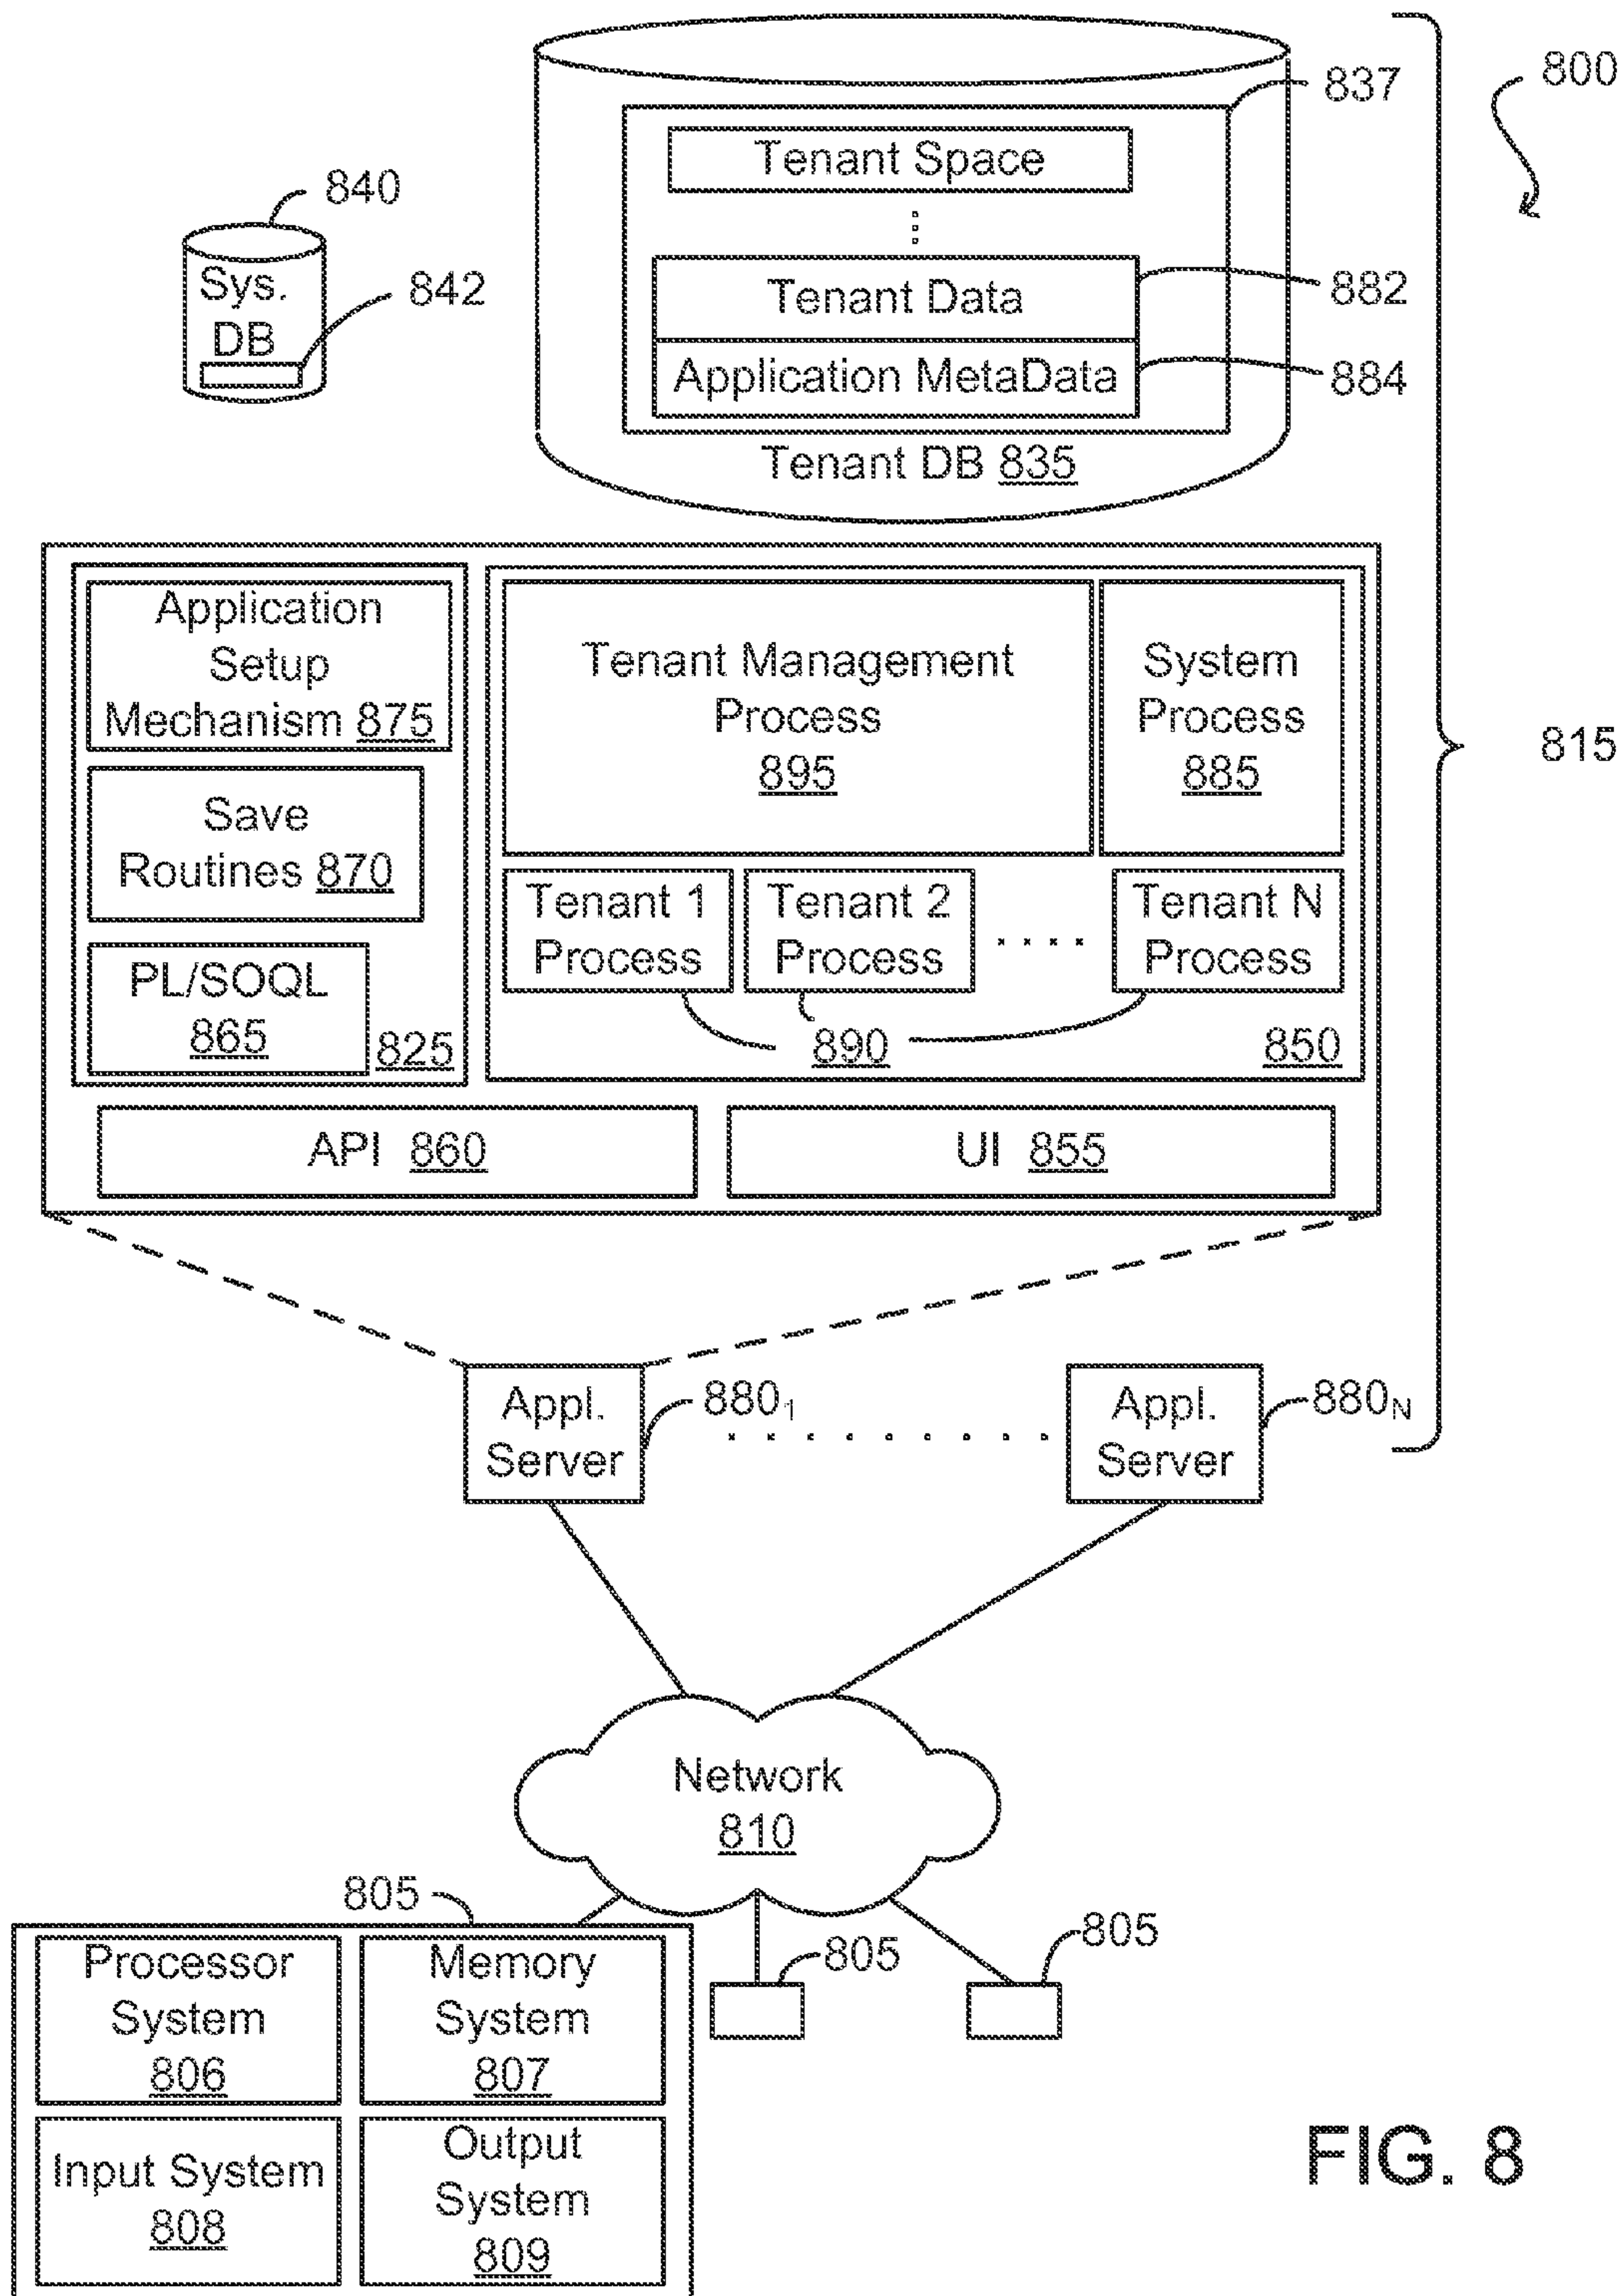 800
837
Tenant Space
840
Sys.
DB
842
Tenant Data
882
Application MetaData
884
Tenant DB 835
815
Application
Setup
Mechanism 875
Tenant Management
Process
895
System
Process
885
Save
Routines 870
Tenant 1
Process
Tenant 2
Process
....
Tenant N
Process
PL/SOQL
865
825
890
850
API 860
UI 855
Appl.
Server
880₁
Appl.
Server
880N
Network
810
805
805
805
Processor
System
806
Memory
System
807
Input System
808
Output
System
809
FIG. 8